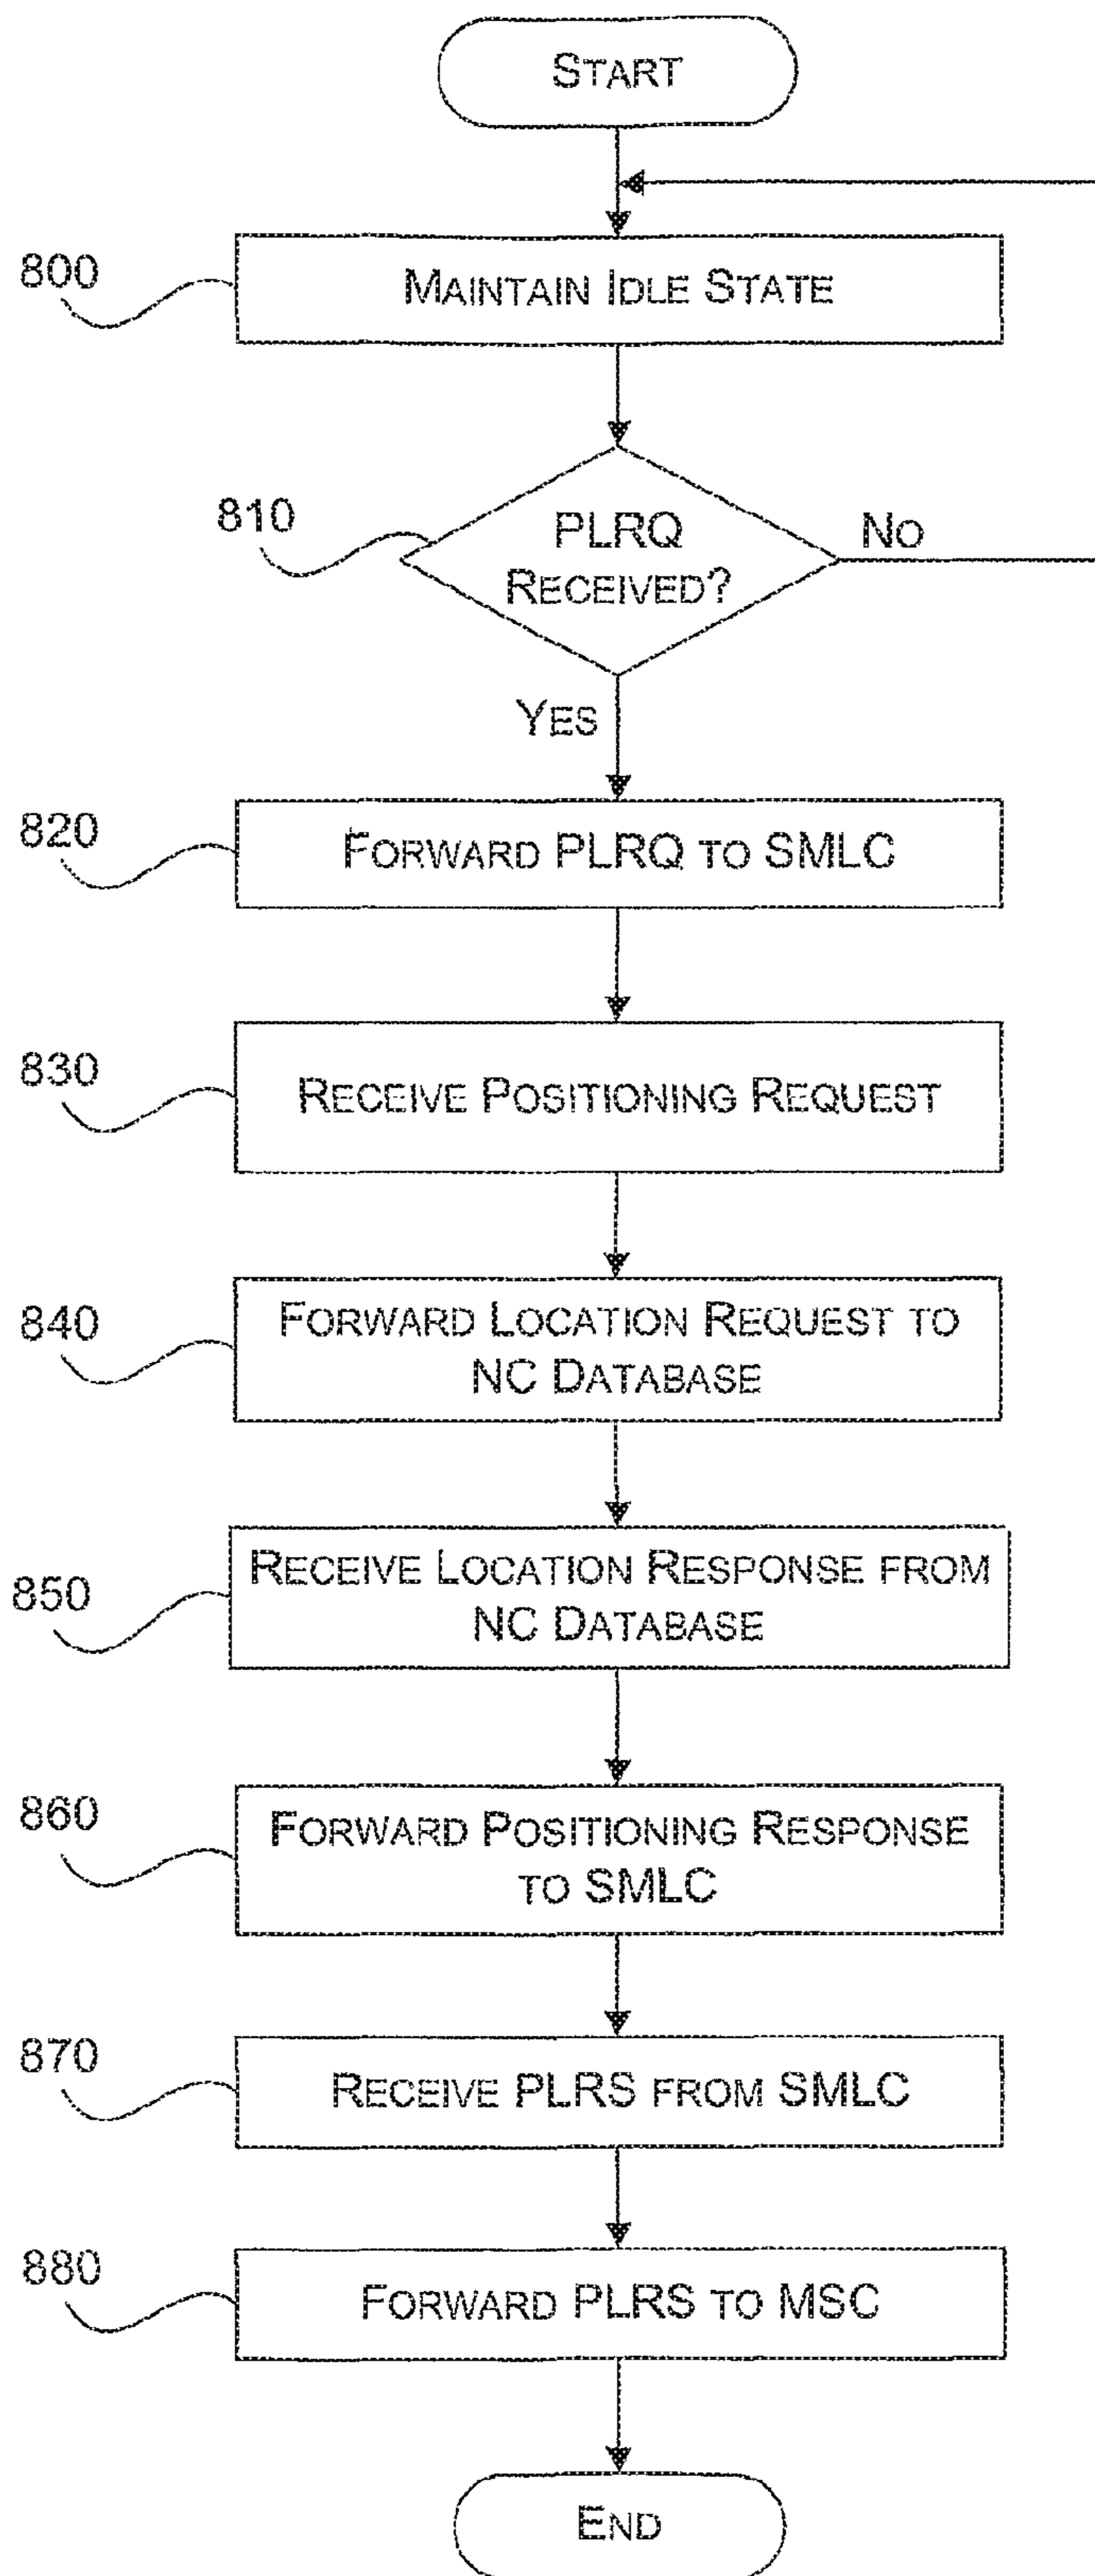 START
800
MAINTAIN IDLE STATE
810
PLRQ
RECEIVED?
NO
YES
820
FORWARD PLRQ TO SMLC
830
RECEIVE POSITIONING REQUEST
840
FORWARD LOCATION REQUEST TO
NC DATABASE
850
RECEIVE LOCATION RESPONSE FROM
NC DATABASE
860
FORWARD POSITIONING RESPONSE
TO SMLC
870
RECEIVE PLRS FROM SMLC
880
FORWARD PLRS TO MSC
END